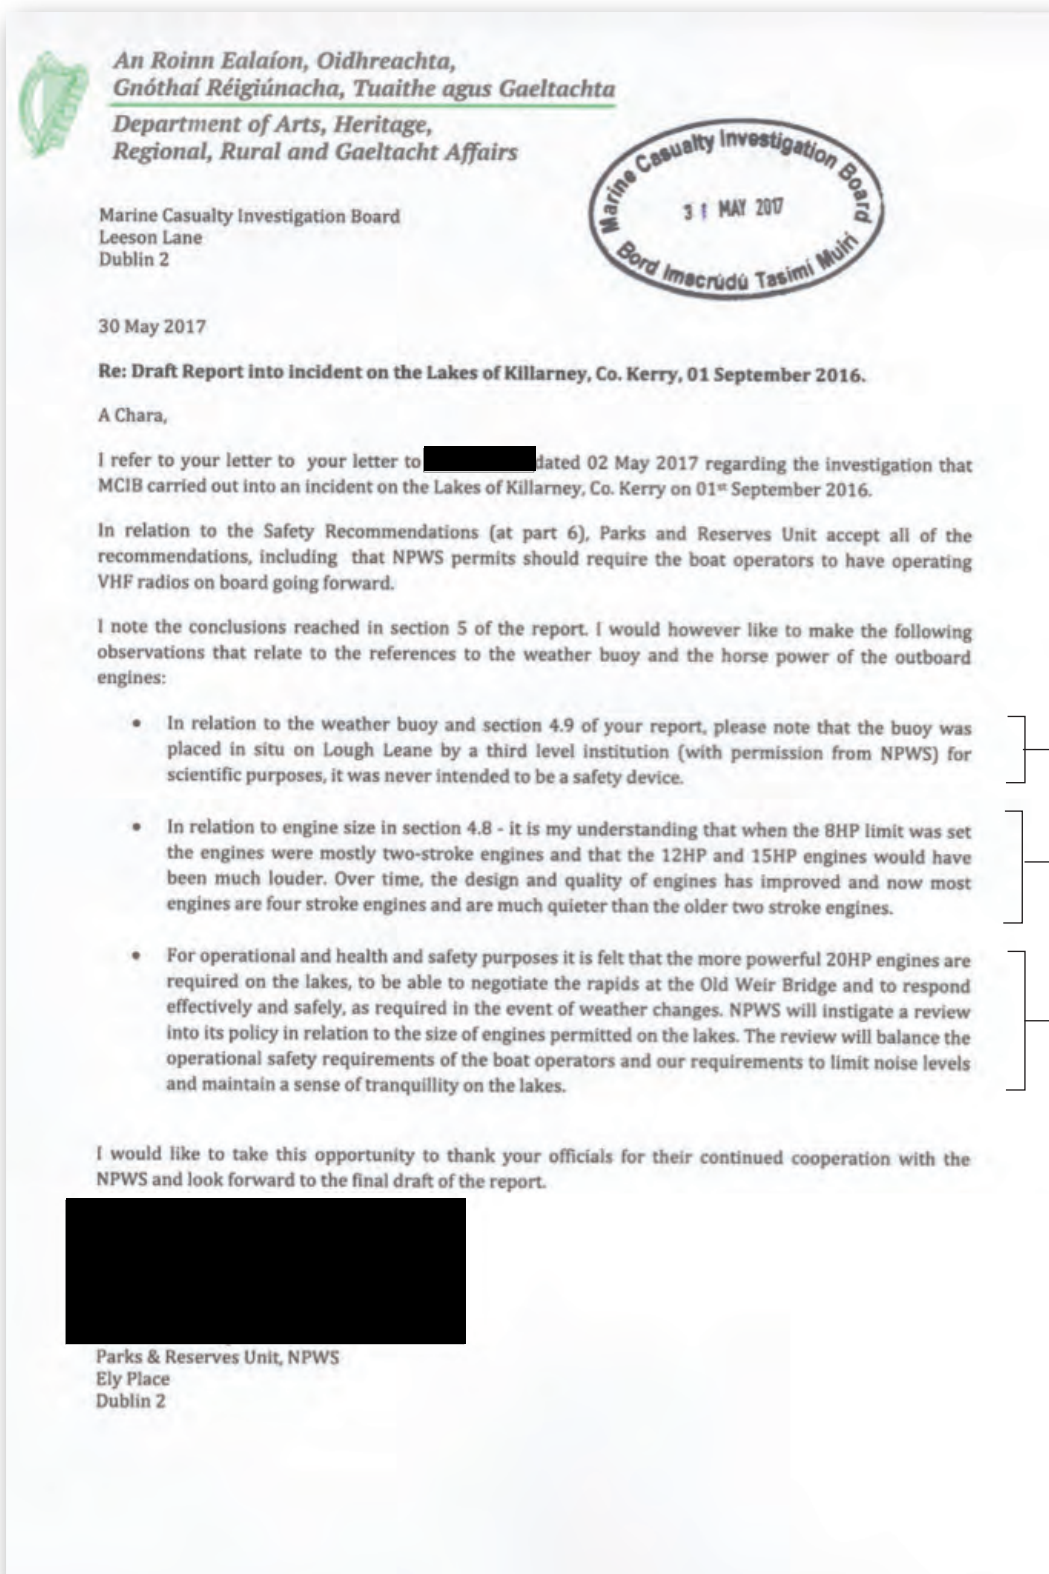 An Roinn Ealaíon, Oidhreachta,
Gnóthaí Réigiúnacha, Tuaithe agus Gaeltachta
Department of Arts, Heritage,
Regional, Rural and Gaeltacht Affairs
Marine Casualty Investigation Board
31 MAY 2017
Bord Imscrúdú Taismí Muirí
Marine Casualty Investigation Board
Leeson Lane
Dublin 2
30 May 2017
Re: Draft Report into incident on the Lakes of Killarney, Co. Kerry, 01 September 2016.
A Chara,
I refer to your letter to your letter to dated 02 May 2017 regarding the investigation that
MCIB carried out into an incident on the Lakes of Killarney, Co. Kerry on 01st September 2016.
In relation to the Safety Recommendations (at part 6), Parks and Reserves Unit accept all of the
recommendations, including that NPWS permits should require the boat operators to have operating
VHF radios on board going forward.
I note the conclusions reached in section 5 of the report. I would however like to make the following
observations that relate to the references to the weather buoy and the horse power of the outboard
engines:
• In relation to the weather buoy and section 4.9 of your report, please note that the buoy was
placed in situ on Lough Leane by a third level institution (with permission from NPWS) for
scientific purposes, it was never intended to be a safety device.
• In relation to engine size in section 4.8 - it is my understanding that when the 8HP limit was set
the engines were mostly two-stroke engines and that the 12HP and 15HP engines would have
been much louder. Over time, the design and quality of engines has improved and now most
engines are four stroke engines and are much quieter than the older two stroke engines.
• For operational and health and safety purposes it is felt that the more powerful 20HP engines are
required on the lakes, to be able to negotiate the rapids at the Old Weir Bridge and to respond
effectively and safely, as required in the event of weather changes. NPWS will instigate a review
into its policy in relation to the size of engines permitted on the lakes. The review will balance the
operational safety requirements of the boat operators and our requirements to limit noise levels
and maintain a sense of tranquillity on the lakes.
I would like to take this opportunity to thank your officials for their continued cooperation with the
NPWS and look forward to the final draft of the report.
Parks & Reserves Unit, NPWS
Ely Place
Dublin 2